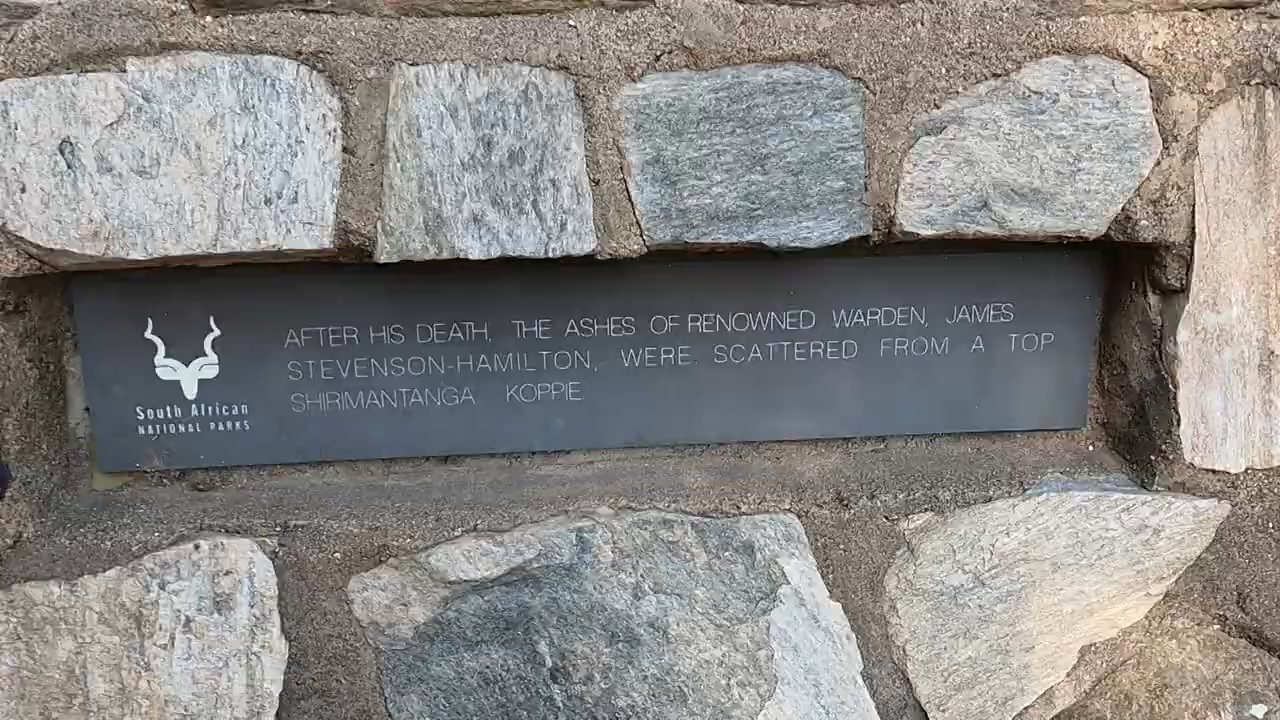 South African
NATIONAL PARKS
AFTER HIS DEATH, THE ASHES OF RENOWNED WARDEN, JAMES
STEVENSON-HAMILTON, WERE SCATTERED FROM A TOP
SHIRIMANTANGA KOPPIE